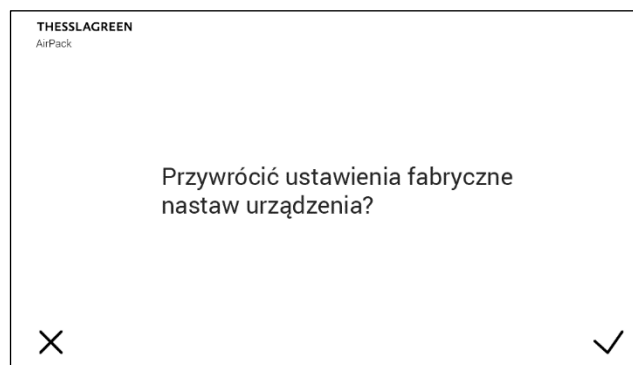 THESSLAGREEN
AirPack
Przywrócić ustawienia fabryczne
nastaw urządzenia?